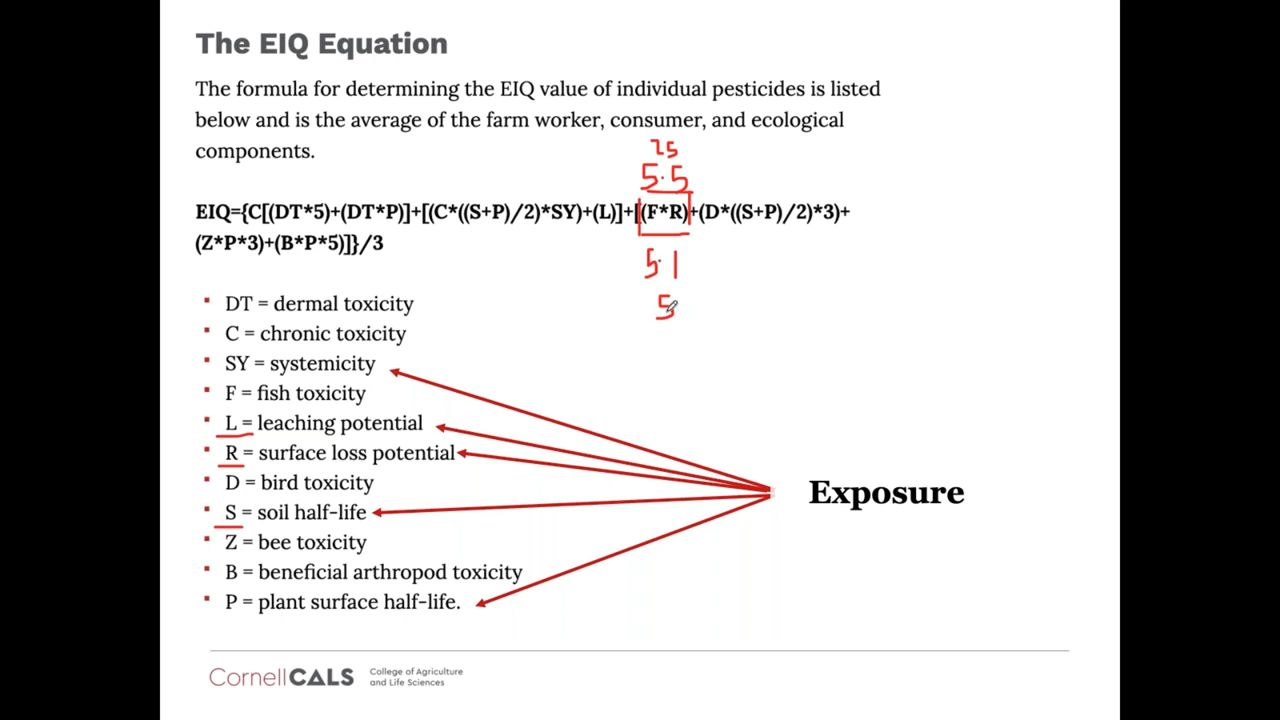 The EIQ Equation
The formula for determining the EIQ value of individual pesticides is listed
below and is the average of the farm worker, consumer, and ecological
components.
25
5·5
EIQ={C[(DT*5)+(DT*P)]+[(C*((S+P)/2)*SY)+(L)]+[(F*R)+(D*((S+P)/2)*3)+
(Z*P*3)+(B*P*5)]}/3
5·1
5
▪ DT = dermal toxicity
▪ C = chronic toxicity
▪ SY = systemicity
▪ F = fish toxicity
▪ L = leaching potential
▪ R = surface loss potential
▪ D = bird toxicity
▪ S = soil half-life
▪ Z = bee toxicity
▪ B = beneficial arthropod toxicity
▪ P = plant surface half-life.
Exposure
CornellCALS
College of Agriculture
and Life Sciences